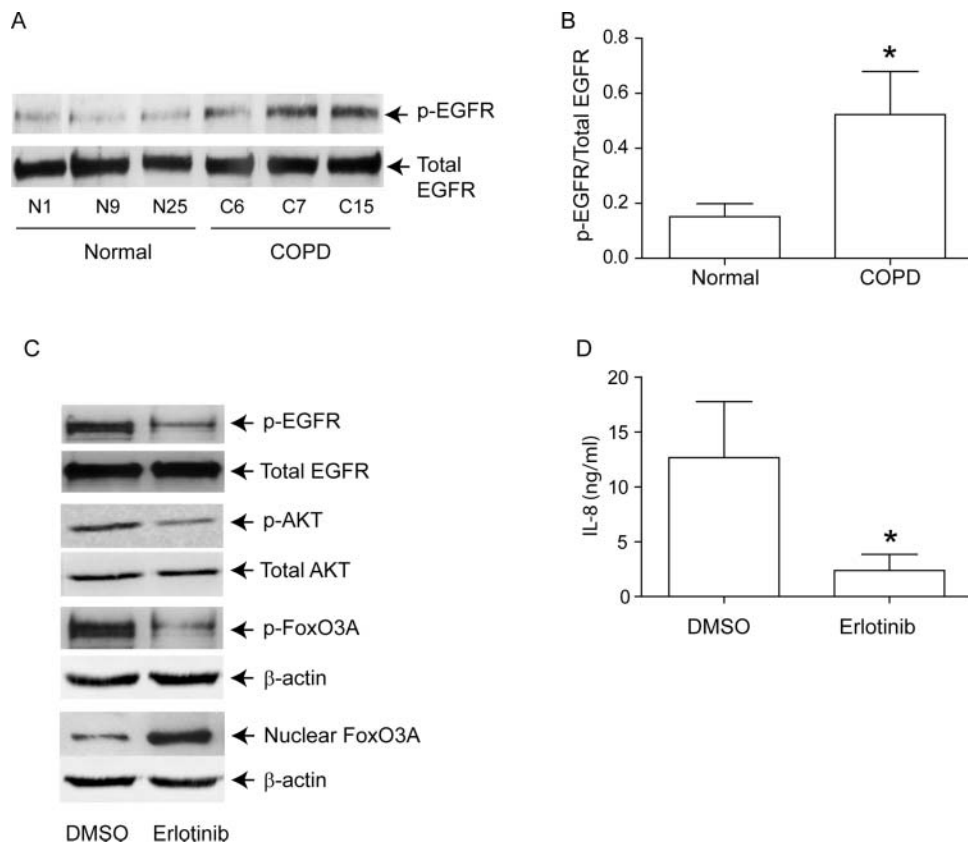 A
p-EGFR
Total
EGFR
N1 N9 N25 C6 C7 C15
Normal COPD
B
p-EGFR/Total EGFR
0.8
0.6
0.4
0.2
0.0
*
Normal COPD
C
p-EGFR
Total EGFR
p-AKT
Total AKT
p-FoxO3A
β-actin
Nuclear FoxO3A
β-actin
DMSO Erlotinib
D
IL-8 (ng/ml)
20
15
10
5
0
*
DMSO Erlotinib